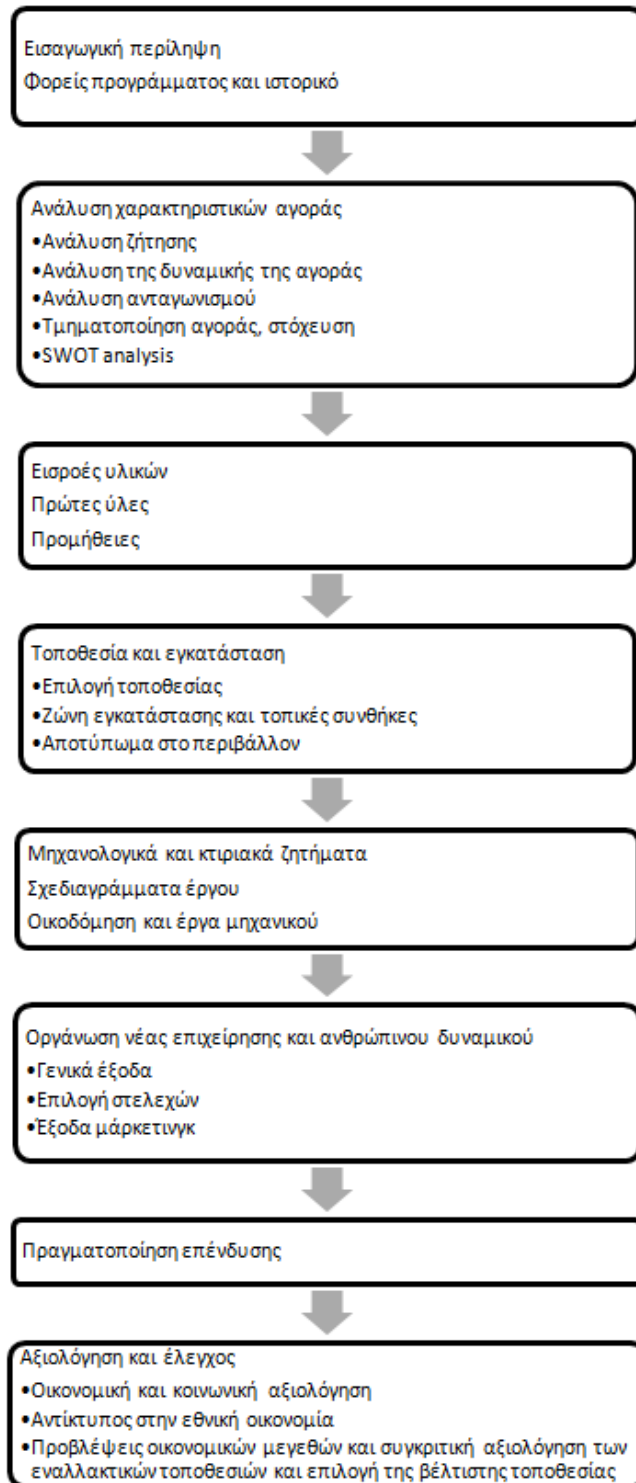 Εισαγωγική περίληψη
Φορείς προγράμματος και ιστορικό
Ανάλυση χαρακτηριστικών αγοράς
•Ανάλυση ζήτησης
•Ανάλυση της δυναμικής της αγοράς
•Ανάλυση ανταγωνισμού
•Τμηματοποίηση αγοράς, στόχευση
•SWOT analysis
Εισροές υλικών
Πρώτες ύλες
Προμήθειες
Τοποθεσία και εγκατάσταση
•Επιλογή τοποθεσίας
•Ζώνη εγκατάστασης και τοπικές συνθήκες
•Αποτύπωμα στο περιβάλλον
Μηχανολογικά και κτιριακά ζητήματα
Σχεδιαγράμματα έργου
Οικοδόμηση και έργα μηχανικού
Οργάνωση νέας επιχείρησης και ανθρώπινου δυναμικού
•Γενικά έξοδα
•Επιλογή στελεχών
•Έξοδα μάρκετινγκ
Πραγματοποίηση επένδυσης
Αξιολόγηση και έλεγχος
•Οικονομική και κοινωνική αξιολόγηση
•Αντίκτυπος στην εθνική οικονομία
•Προβλέψεις οικονομικών μεγεθών και συγκριτική αξιολόγηση των
εναλλακτικών τοποθεσιών και επιλογή της βέλτιστης τοποθεσίας